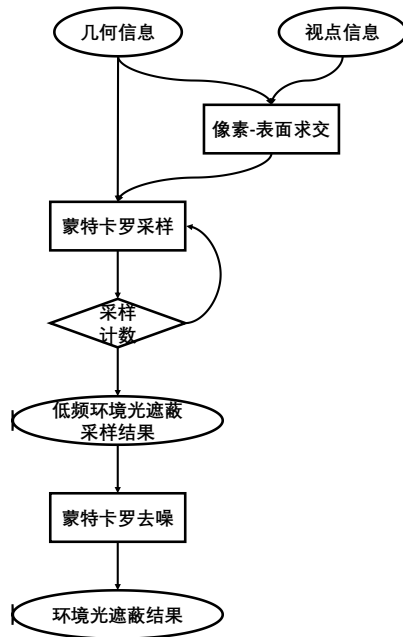 几何信息
视点信息
像素-表面求交
蒙特卡罗采样
采样
计数
低频环境光遮蔽
采样结果
蒙特卡罗去噪
环境光遮蔽结果